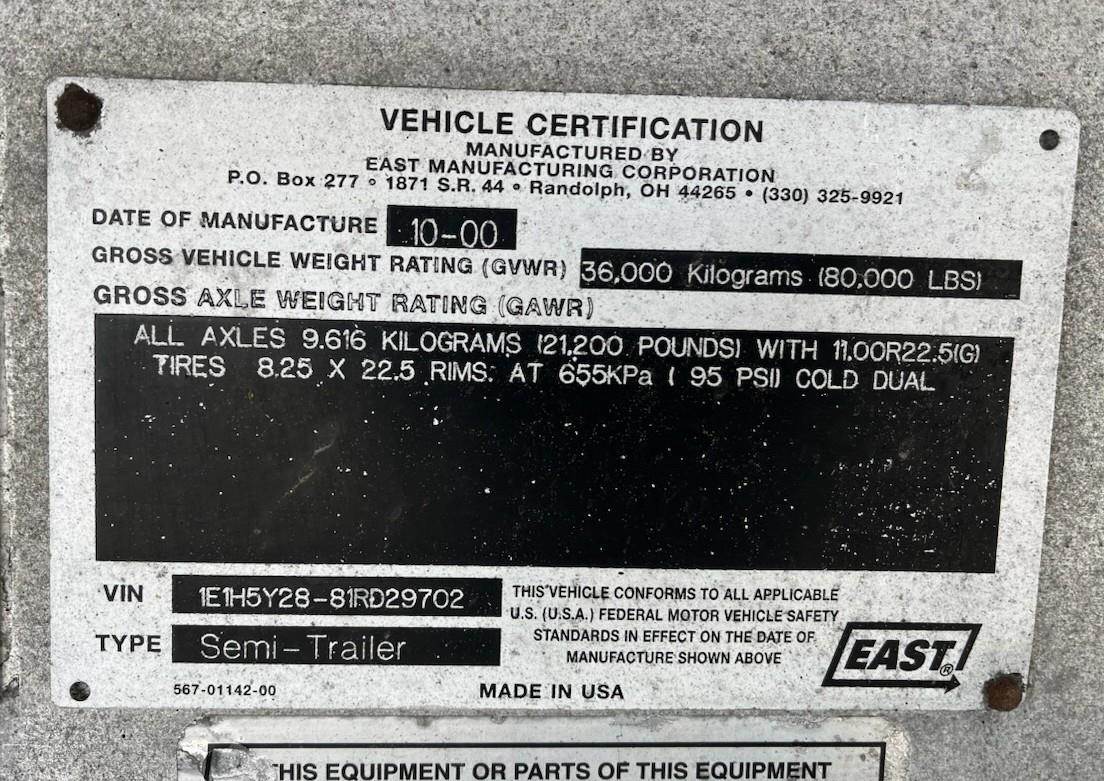 VEHICLE CERTIFICATION
MANUFACTURED BY
EAST MANUFACTURING CORPORATION
P.O. Box 277 • 1871 S.R. 44 • Randolph, OH 44265 • (330) 325-9921
DATE OF MANUFACTURE 10-00
GROSS VEHICLE WEIGHT RATING (GVWR) 36,000 Kilograms (80,000 LBS)
GROSS AXLE WEIGHT RATING (GAWR)
ALL AXLES 9.616 KILOGRAMS (21,200 POUNDS) WITH 11.00R22.5(G)
TIRES 8.25 X 22.5 RIMS. AT 655KPa ( 95 PSI) COLD DUAL
VIN 1E1H5Y28-81RD29702
TYPE Semi-Trailer
THIS VEHICLE CONFORMS TO ALL APPLICABLE
U.S. (U.S.A.) FEDERAL MOTOR VEHICLE SAFETY
STANDARDS IN EFFECT ON THE DATE OF
MANUFACTURE SHOWN ABOVE
EAST®
567-01142-00
MADE IN USA
HIS EQUIPMENT OR PARTS OF THIS EQUIPMENT